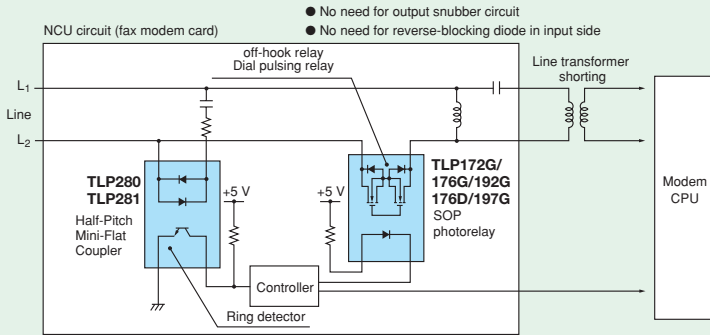 ● No need for output snubber circuit
NCU circuit (fax modem card)
● No need for reverse-blocking diode in input side
off-hook relay
Dial pulsing relay
Line transformer
shorting
L1
Line
L2
TLP280
TLP281
Half-Pitch
Mini-Flat
Coupler
+5 V
+5 V
TLP172G/
176G/192G
176D/197G
SOP
photorelay
Modem
CPU
Controller
Ring detector